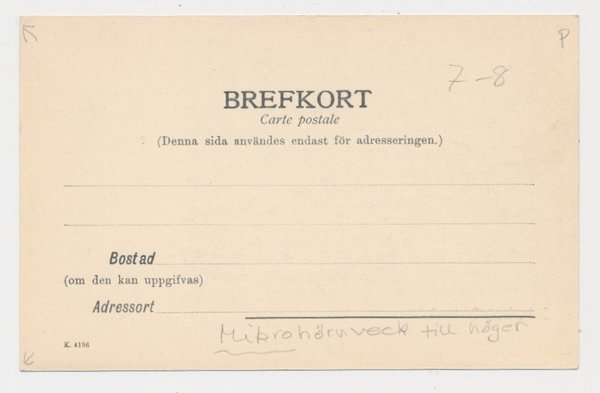 P
7-8
BREFKORT
Carte postale
(Denna sida användes endast för adresseringen.)
Bostad
(om den kan uppgifvas)
Adressort
Mikrohörnveck till höger
K. 4196